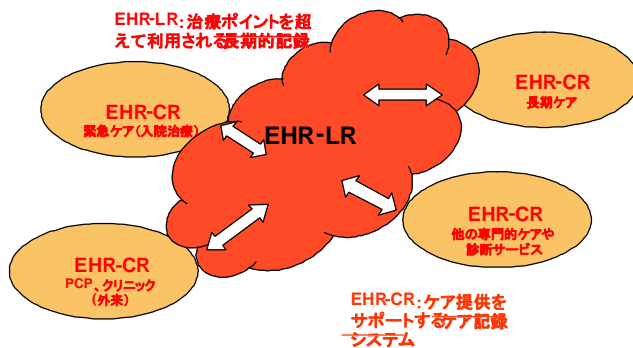 EHR-LR:治療ポイントを超
えて利用される長期的記録
EHR-CR
緊急ケア(入院治療)
EHR-CR
長期ケア
EHR-LR
EHR-CR
他の専門的ケアや
診断サービス
EHR-CR
PCP、クリニック
(外来)
EHR-CR:ケア提供を
サポートするケア記録
システム